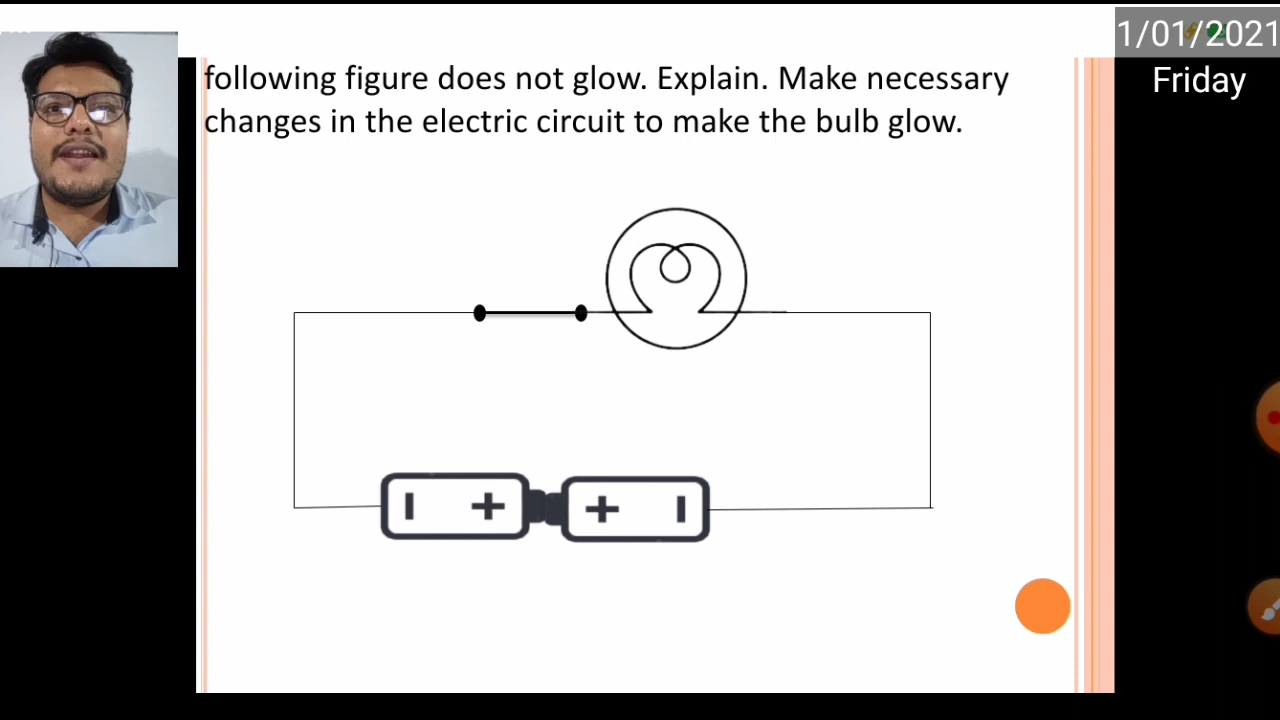 1/01/2021
Friday
following figure does not glow. Explain. Make necessary
changes in the electric circuit to make the bulb glow.
- + + -